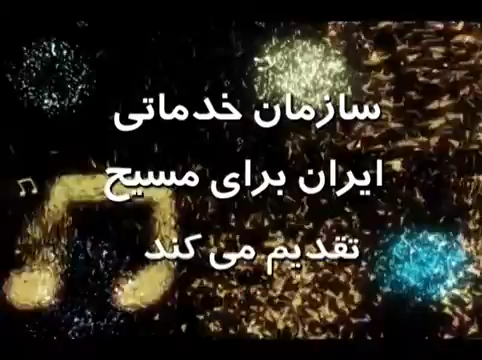 سازمان خدماتی
ایران برای مسیح
تقدیم می کند